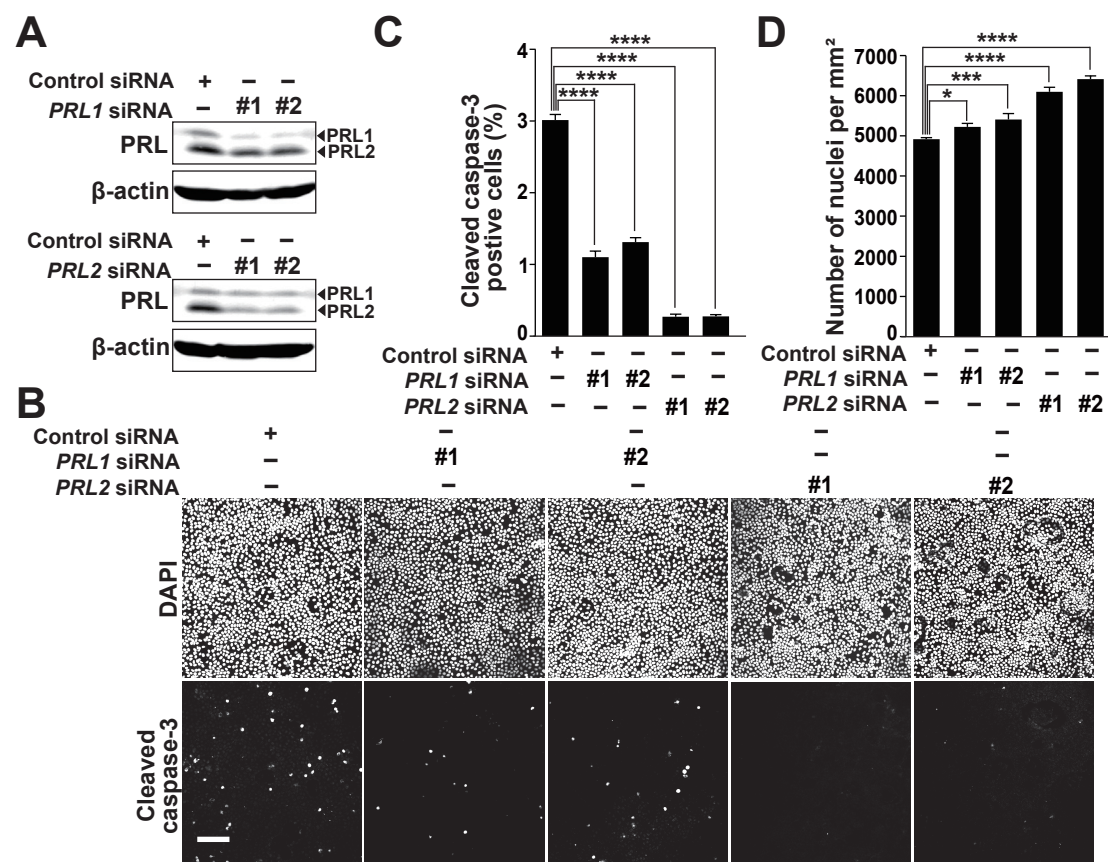 A
Control siRNA + – –
PRL1 siRNA – #1 #2
PRL
◀PRL1
◀PRL2
β-actin
Control siRNA + – –
PRL2 siRNA – #1 #2
PRL
◀PRL1
◀PRL2
β-actin
C
Cleaved caspase-3
postive cells (%)
4
3
2
1
0
****
****
****
****
Control siRNA + – – – –
PRL1 siRNA – #1 #2 – –
PRL2 siRNA – – – #1 #2
D
Number of nuclei per mm²
7000
6000
5000
4000
3000
2000
1000
0
****
****
***
*
Control siRNA + – – – –
PRL1 siRNA – #1 #2 – –
PRL2 siRNA – – – #1 #2
B
Control siRNA + – – – –
PRL1 siRNA – #1 #2 – –
PRL2 siRNA – – – #1 #2
DAPI
Cleaved
caspase-3